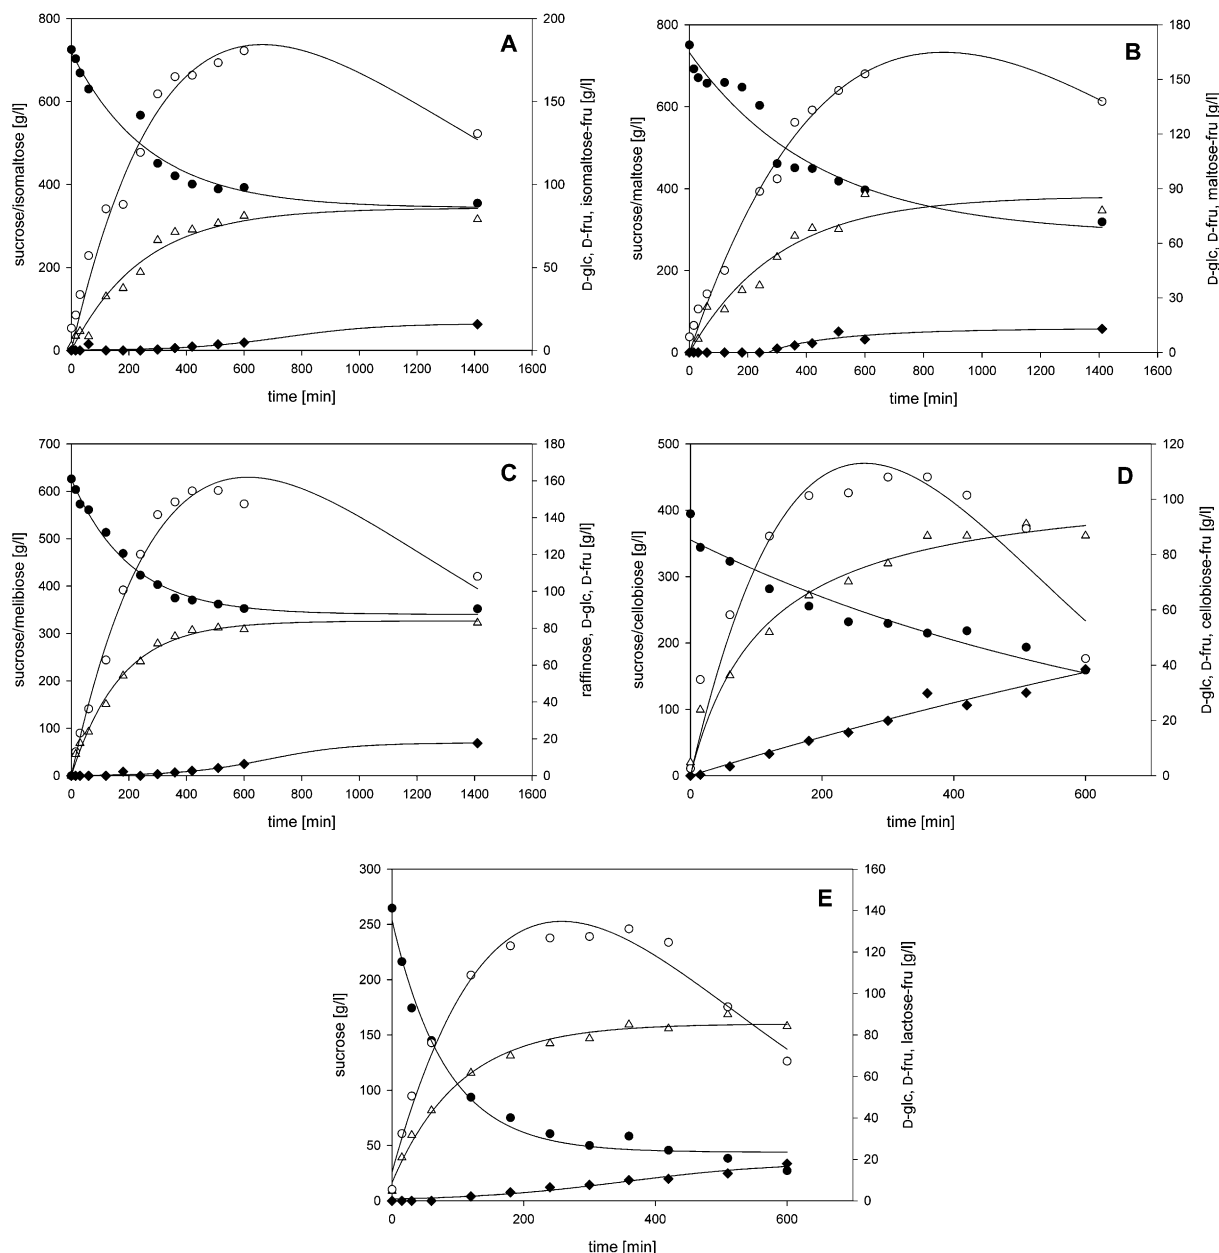 A
800
600
400
200
0
200
150
100
50
0
0 200 400 600 800 1000 1200 1400 1600
sucrose/isomaltose [g/l]
D-glc, D-fru, isomaltose-fru [g/l]
time [min]
B
800
600
400
200
0
180
160
140
120
100
80
60
40
20
0
0 200 400 600 800 1000 1200 1400 1600
sucrose/maltose [g/l]
D-glc, D-fru, maltose-fru [g/l]
time [min]
C
700
600
500
400
300
200
100
0
180
160
140
120
100
80
60
40
20
0
0 200 400 600 800 1000 1200 1400 1600
sucrose/melibiose [g/l]
raffinose, D-glc, D-fru [g/l]
time [min]
D
500
400
300
200
100
0
120
100
80
60
40
20
0
0 200 400 600
sucrose/cellobiose [g/l]
D-glc, D-fru, cellobiose-fru [g/l]
time [min]
E
300
250
200
150
100
50
0
160
140
120
100
80
60
40
20
0
0 200 400 600
sucrose [g/l]
D-glc, D-fru, lactose-fru [g/l]
time [min]